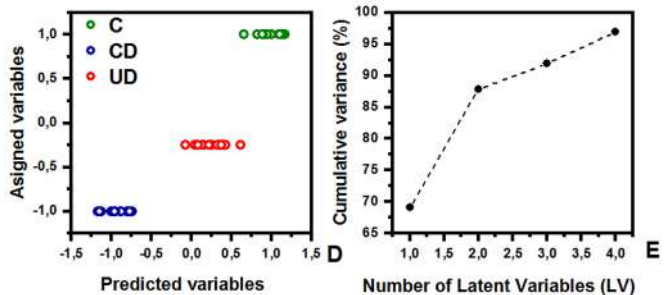 Asigned variables
1,0
0,5
0,0
-0,5
-1,0
C
CD
UD
-1,5 -1,0 -0,5 0,0 0,5 1,0 1,5
Predicted variables
D
Cumulative variance (%)
100
95
90
85
80
75
70
65
1,0 1,5 2,0 2,5 3,0 3,5 4,0
Number of Latent Variables (LV)
E